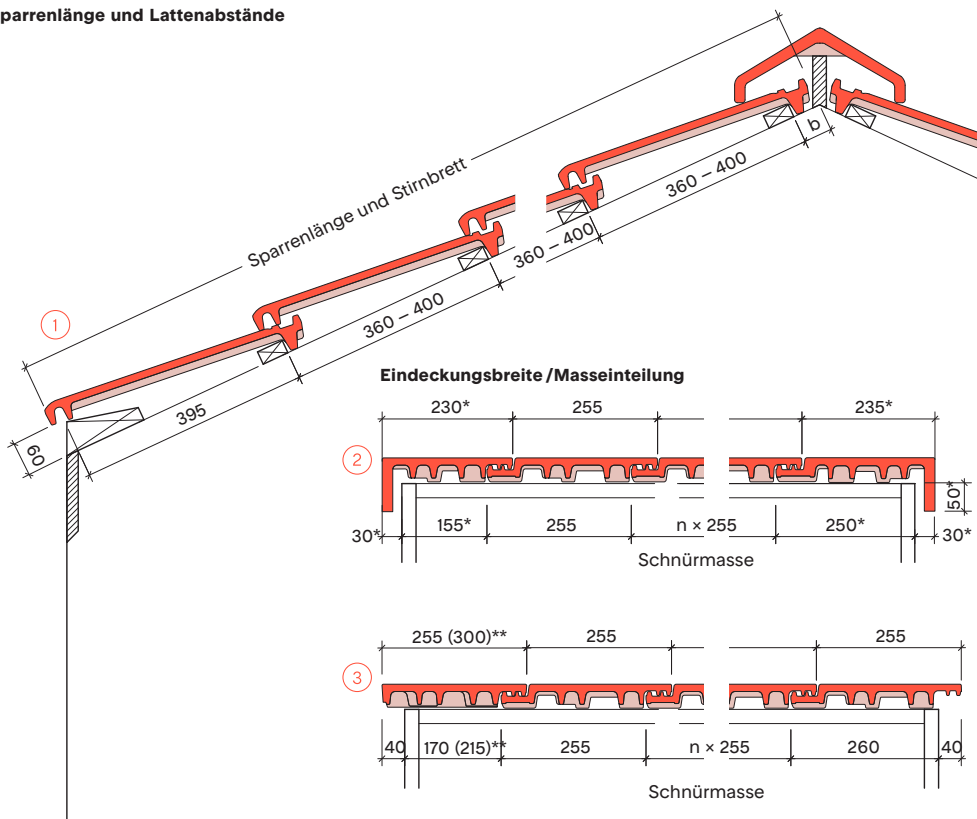 parrenlänge und Lattenabstände
b
360 – 400
Sparrenlänge und Stirnbrett
360 – 400
360 – 400
1
395
60
Eindeckungsbreite/Masseinteilung
230* 255 235*
2
50*
30* 155* 255 n × 255 250* 30*
Schnürmasse
255 (300)** 255 255
3
40 170 (215)** 255 n × 255 260 40
Schnürmasse